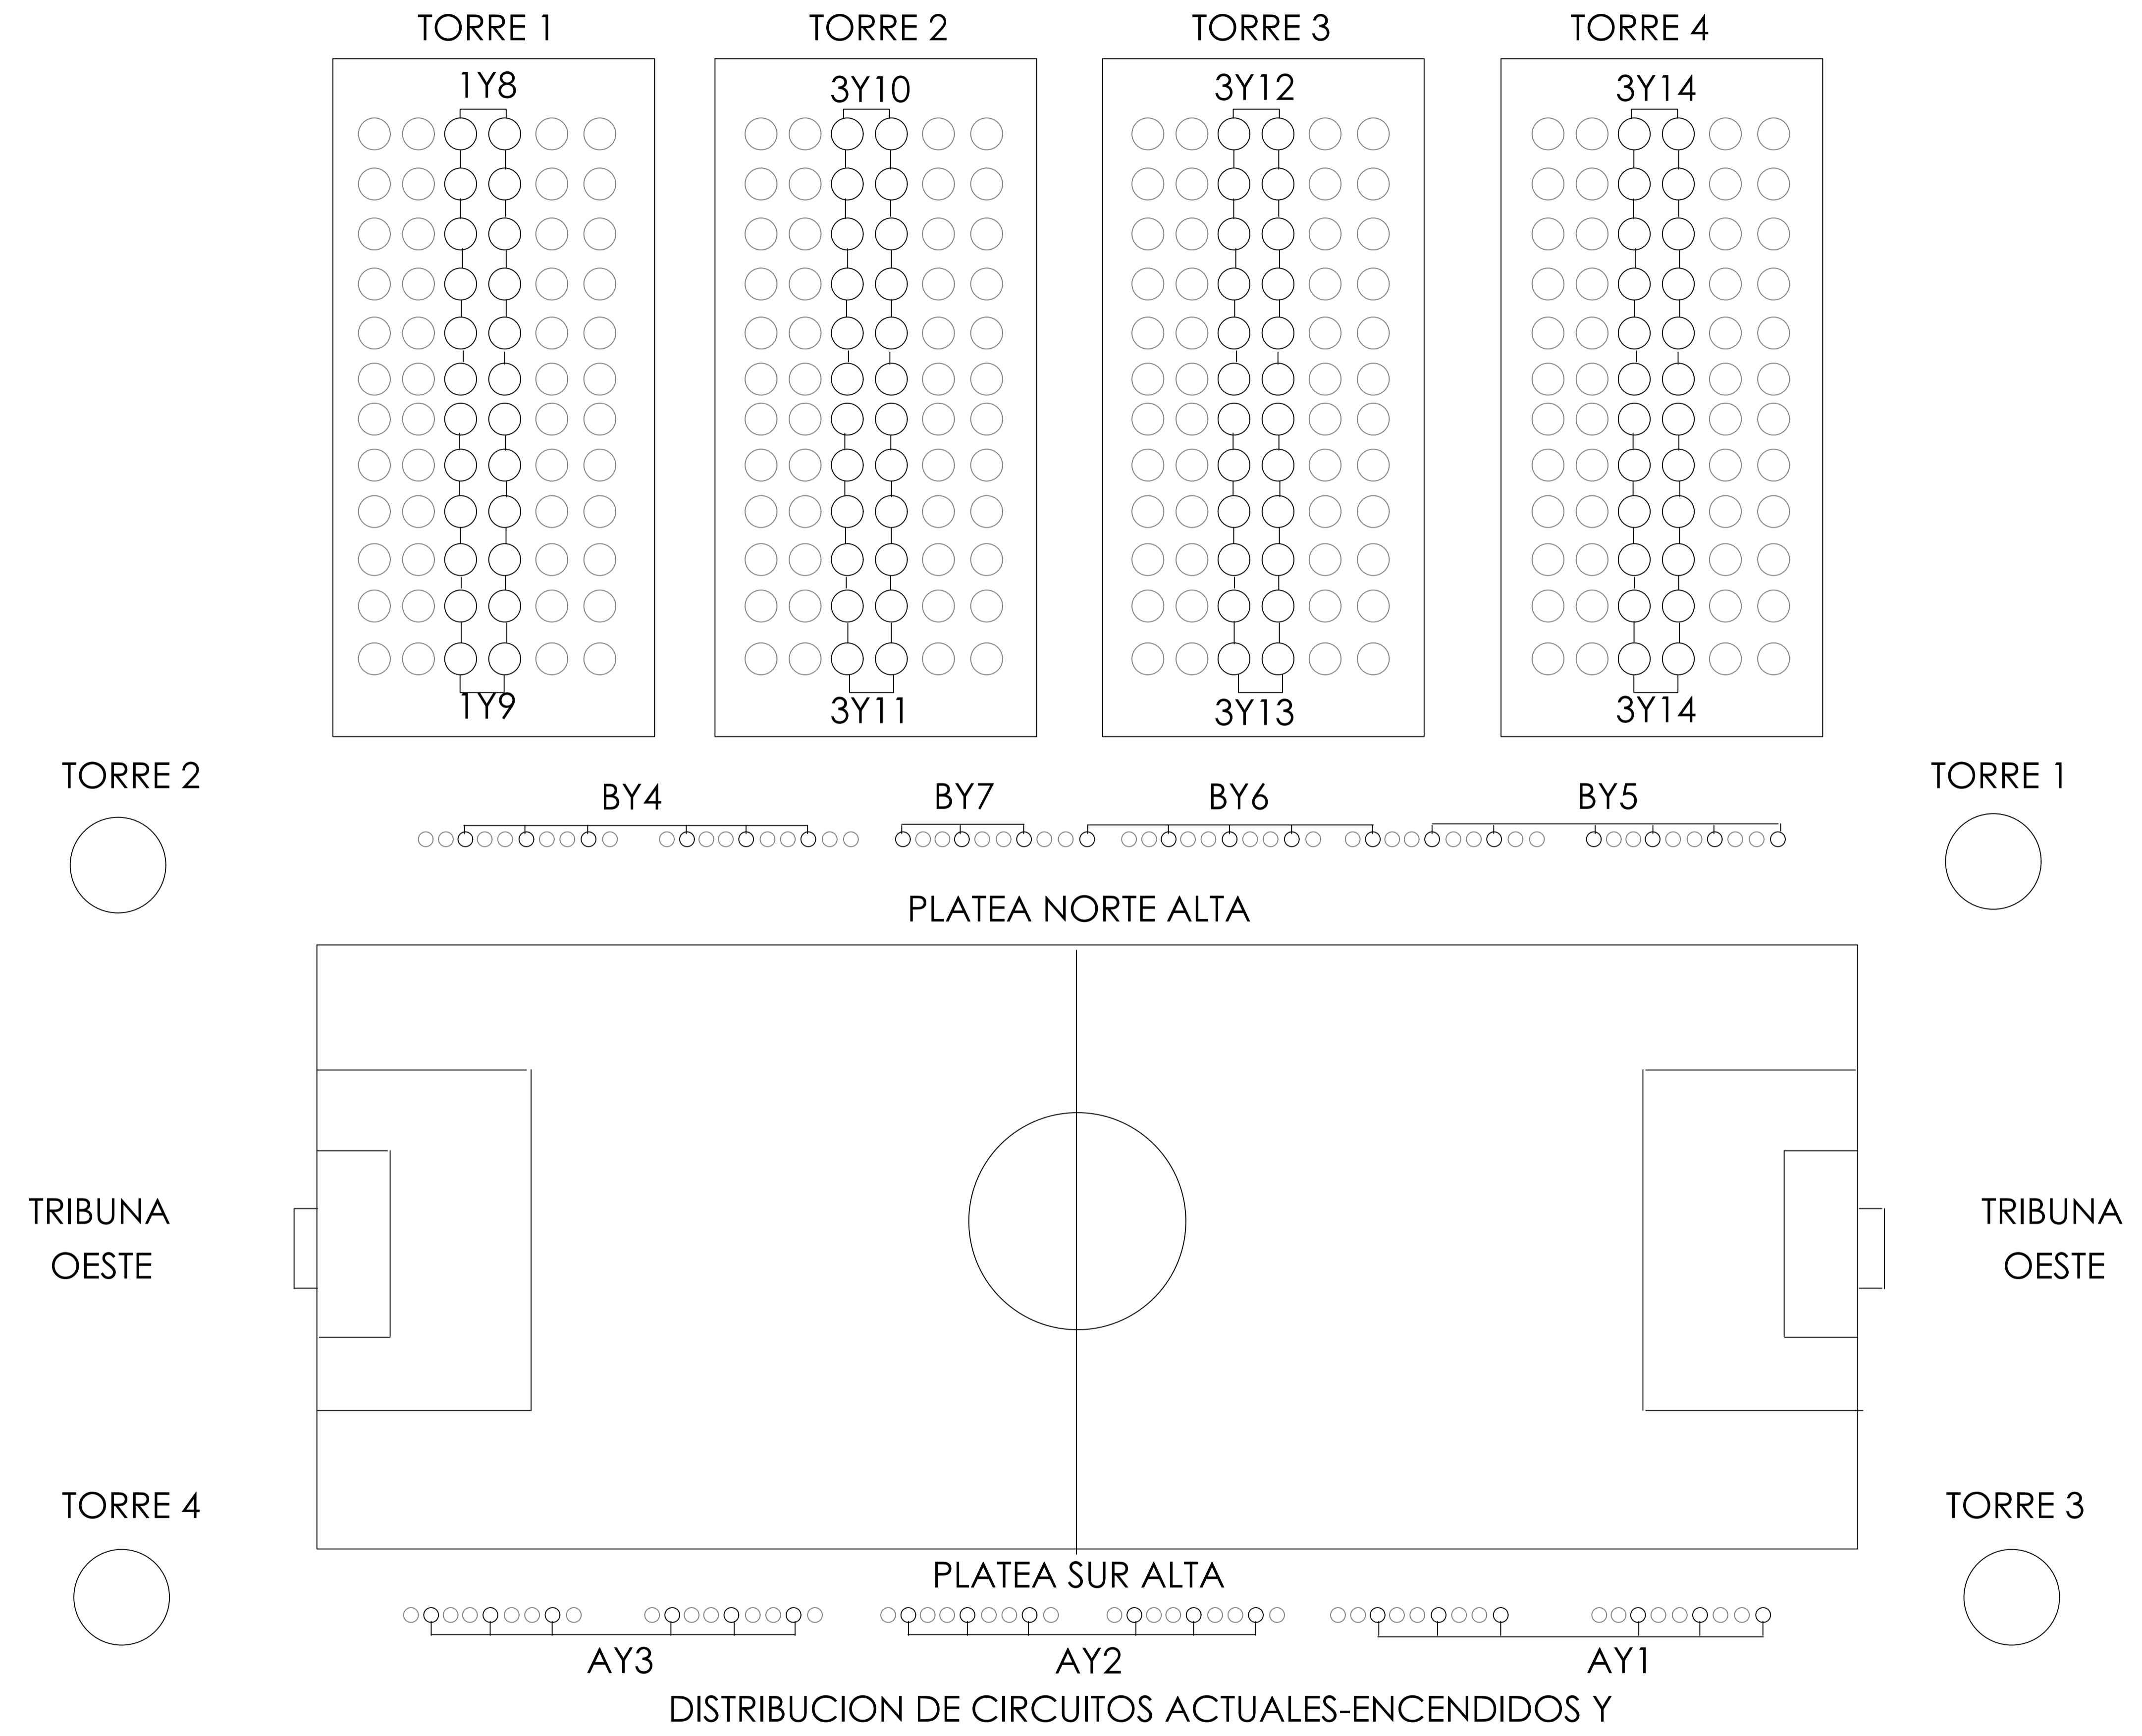 TORRE 1
TORRE 2
TORRE 3
TORRE 4
1Y8
3Y10
3Y12
3Y14
1Y9
3Y11
3Y13
3Y14
TORRE 2
TORRE 1
BY4
BY7
BY6
BY5
PLATEA NORTE ALTA
TRIBUNA
OESTE
TRIBUNA
OESTE
TORRE 4
TORRE 3
PLATEA SUR ALTA
AY3
AY2
AY1
DISTRIBUCION DE CIRCUITOS ACTUALES-ENCENDIDOS Y